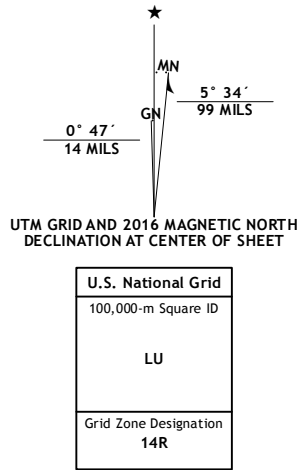 ★
MN
GN
5° 34´
99 MILS
0° 47´
14 MILS
UTM GRID AND 2016 MAGNETIC NORTH
DECLINATION AT CENTER OF SHEET
U.S. National Grid
100,000-m Square ID
LU
Grid Zone Designation
14R